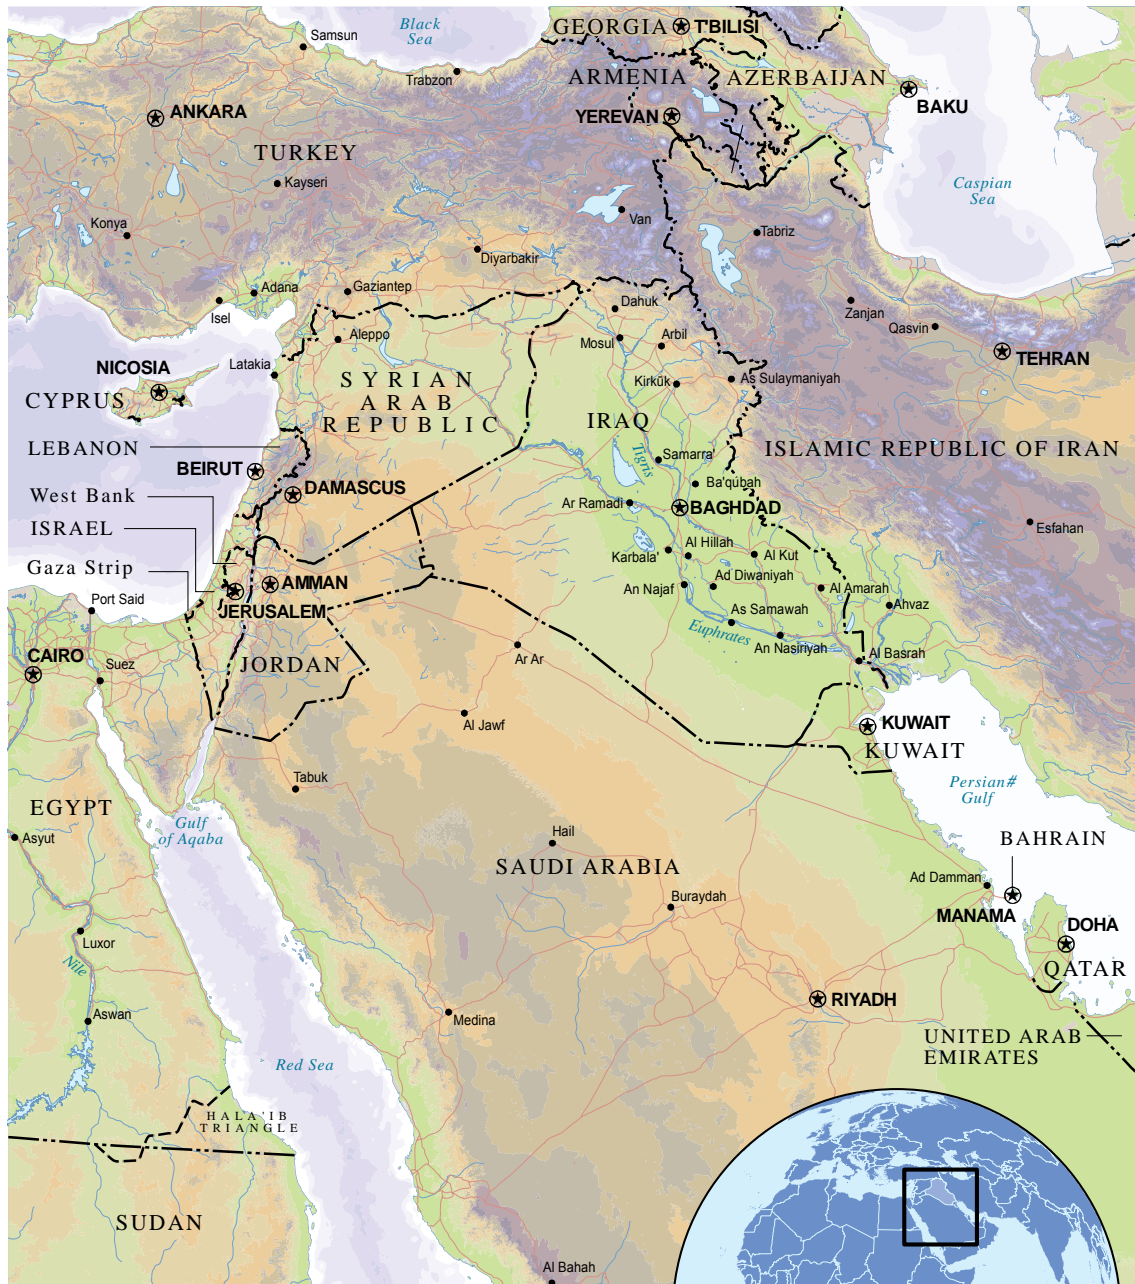 Black
Sea
GEORGIA
T'BILISI
Samsun
Trabzon
ARMENIA
AZERBAIJAN
ANKARA
YEREVAN
BAKU
TURKEY
Kayseri
Caspian
Sea
Konya
Van
Tabriz
Diyarbakir
Adana
Gaziantep
Isel
Dahuk
Zanjan
Qasvin
Aleppo
Mosul
Arbil
TEHRAN
Latakia
NICOSIA
CYPRUS
SYRIAN
ARAB
REPUBLIC
Kirkūk
As Sulaymaniyah
IRAQ
LEBANON
ISLAMIC REPUBLIC OF IRAN
Tigris
Samarra'
BEIRUT
DAMASCUS
Ba'qūbah
West Bank
Ar Ramadi
BAGHDAD
ISRAEL
Esfahan
Al Hillah
Karbala
Al Kut
Gaza Strip
AMMAN
Ad Diwaniyah
An Najaf
Al Amarah
Port Said
JERUSALEM
As Samawah
Ahvaz
Euphrates
An Nasiriyah
CAIRO
Suez
JORDAN
Ar Ar
Al Basrah
Al Jawf
KUWAIT
KUWAIT
Tabuk
Persian#
Gulf
EGYPT
Gulf
of Aqaba
Asyut
Hail
BAHRAIN
SAUDI ARABIA
Ad Damman
Buraydah
MANAMA
DOHA
Luxor
Nile
QATAR
RIYADH
Aswan
Medina
UNITED ARAB
EMIRATES
Red Sea
HALA'IB
TRIANGLE
SUDAN
Al Bahah